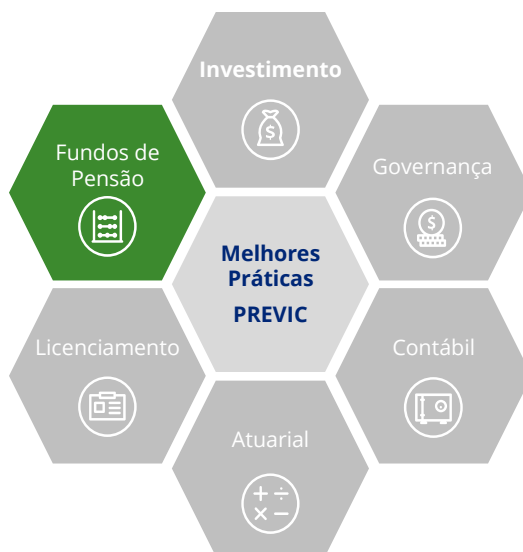 Investimento
Fundos de
Pensão
Governança
Melhores
Práticas
PREVIC
Licenciamento
Contábil
Atuarial